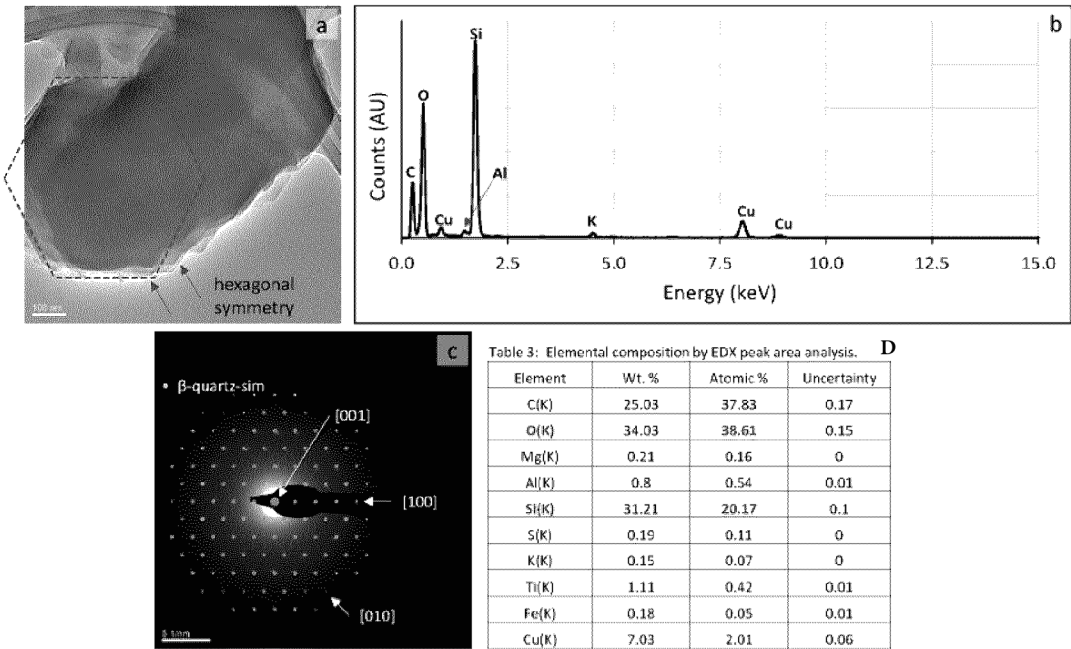 a
hexagonal
symmetry
100 nm
b
Counts (AU)
C
O
Cu
Si
Al
K
Cu
Cu
0.0 2.5 5.0 7.5 10.0 12.5 15.0
Energy (keV)
c
• β-quartz-sim
[001]
[100]
[010]
5 1/nm
Table 3: Elemental composition by EDX peak area analysis. D
Element Wt. % Atomic % Uncertainty
C(K) 25.03 37.83 0.17
O(K) 34.03 38.61 0.15
Mg(K) 0.21 0.16 0
Al(K) 0.8 0.54 0.01
Si(K) 31.21 20.17 0.1
S(K) 0.19 0.11 0
K(K) 0.15 0.07 0
Ti(K) 1.11 0.42 0.01
Fe(K) 0.18 0.05 0.01
Cu(K) 7.03 2.01 0.06